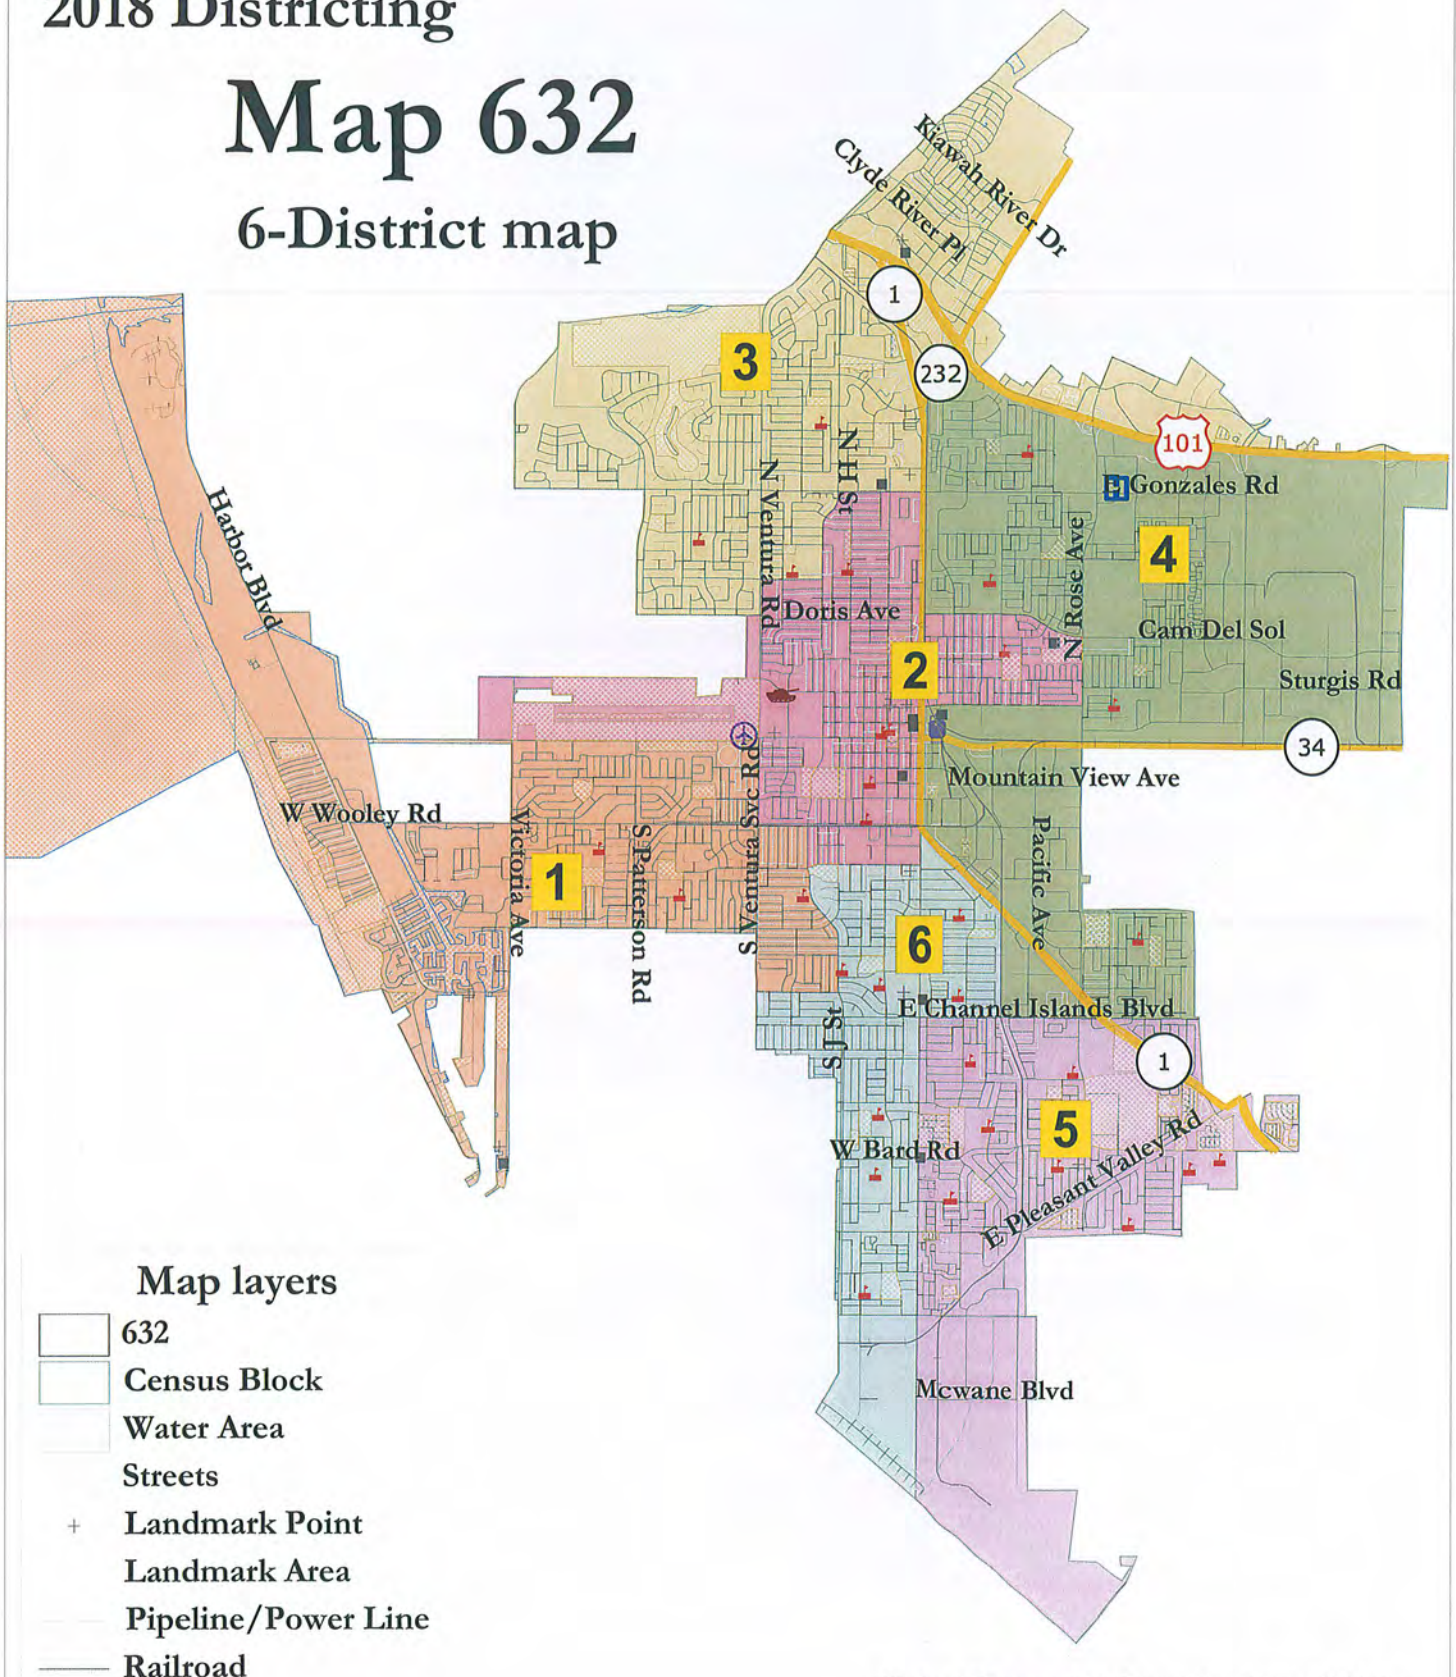 2018 Districting
Map 632
6-District map
Kiawah River Dr
Clyde River Pl
1
232
3
101
N H St
N Ventura Rd
H
E Gonzales Rd
4
N Rose Ave
Harbor Blvd
Doris Ave
Cam Del Sol
2
Sturgis Rd
34
Mountain View Ave
W Wooley Rd
Victoria Ave
1
S Patterson Rd
S Ventura Svc Rd
Pacific Ave
6
E Channel Islands Blvd
S J St
1
5
W Bard Rd
E Pleasant Valley Rd
Mcwane Blvd
Map layers
632
Census Block
Water Area
Streets
Landmark Point
Landmark Area
Pipeline/Power Line
Railroad